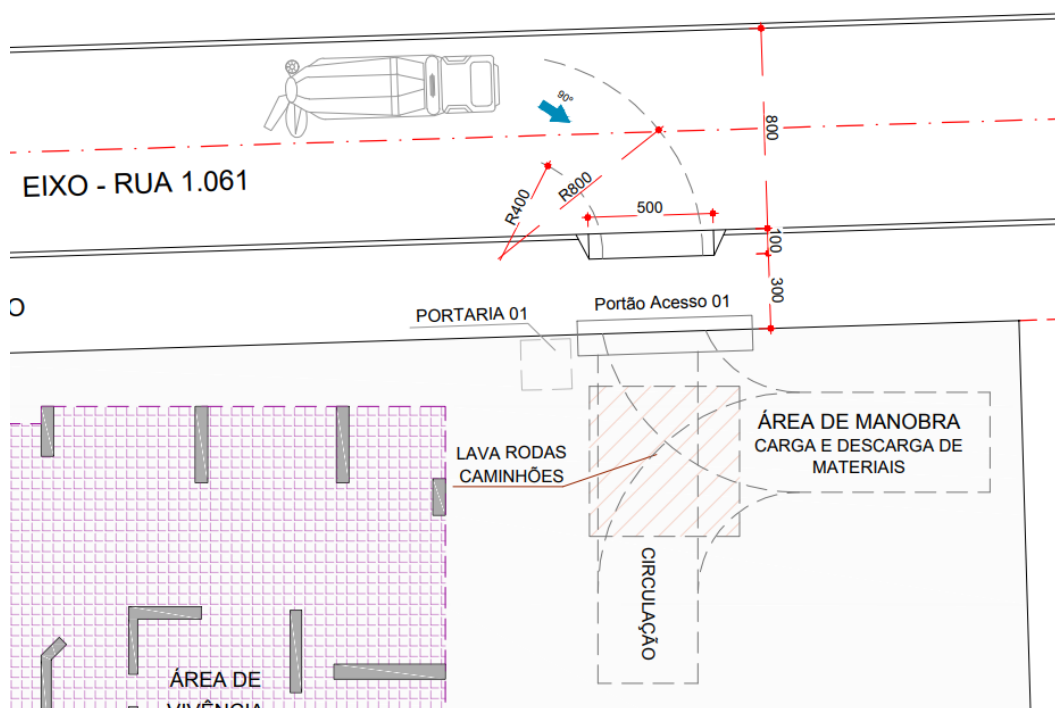 90°
800
EIXO - RUA 1.061
R400
R800
500
100
300
O
PORTARIA 01
Portão Acesso 01
ÁREA DE MANOBRA
CARGA E DESCARGA DE
MATERIAIS
LAVA RODAS
CAMINHÕES
CIRCULAÇÃO
ÁREA DE
VIVÊNCIA